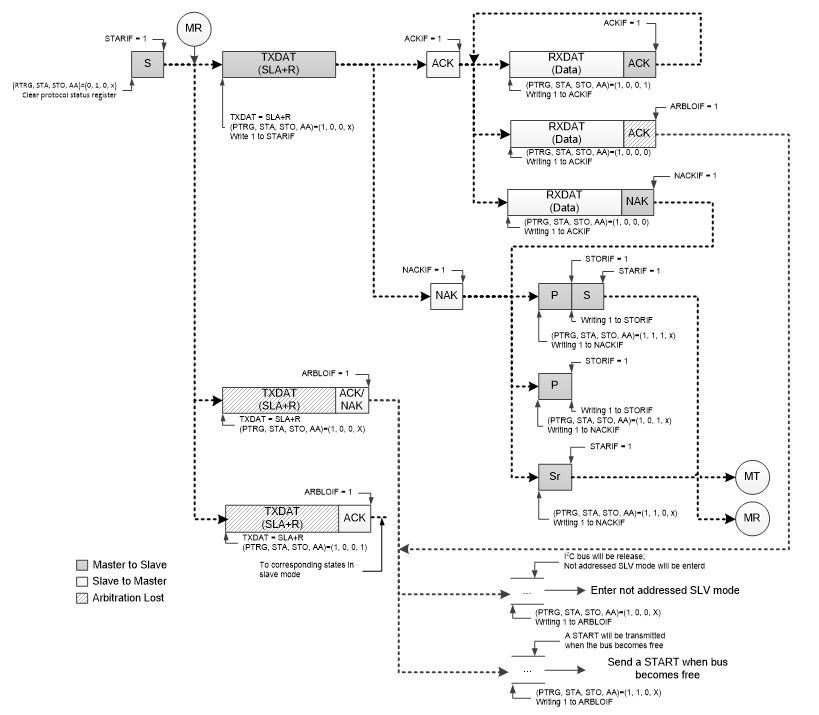 MR
STARIF = 1
S
(RTRG, STA, STO, AA)=(0, 1, 0, x)
Clear protocol status register
TXDAT
(SLA+R)
TXDAT = SLA+R
(PTRG, STA, STO, AA)=(1, 0, 0, x)
Write 1 to STARIF
ACKIF = 1
ACK
ACKIF = 1
RXDAT
(Data)
ACK
(PTRG, STA, STO, AA)=(1, 0, 0, 1)
Writing 1 to ACKIF
ARBLOIF = 1
RXDAT
(Data)
ACK
(PTRG, STA, STO, AA)=(1, 0, 0, 0)
Writing 1 to ACKIF
NACKIF = 1
RXDAT
(Data)
NAK
(PTRG, STA, STO, AA)=(1, 0, 0, 0)
Writing 1 to ACKIF
NACKIF = 1
NAK
STORIF = 1
STARIF = 1
P
S
Writing 1 to STORIF
(PTRG, STA, STO, AA)=(1, 1, 1, x)
Writing 1 to NACKIF
STORIF = 1
P
Writing 1 to STORIF
(PTRG, STA, STO, AA)=(1, 0, 1, x)
Writing 1 to NACKIF
STARIF = 1
Sr
(PTRG, STA, STO, AA)=(1, 1, 0, x)
Writing 1 to NACKIF
MT
MR
ARBLOIF = 1
TXDAT
(SLA+R)
ACK/
NAK
TXDAT = SLA+R
(PTRG, STA, STO, AA)=(1, 0, 0, X)
ARBLOIF = 1
TXDAT
(SLA+R)
ACK
TXDAT = SLA+R
(PTRG, STA, STO, AA)=(1, 0, 0, 1)
To corresponding states in
slave mode
Master to Slave
Slave to Master
Arbitration Lost
I²C bus will be release;
Not addressed SLV mode will be enterd
...
Enter not addressed SLV mode
(PTRG, STA, STO, AA)=(1, 0, 0, X)
Writing 1 to ARBLOIF
A START will be transmitted
when the bus becomes free
...
Send a START when bus
becomes free
(PTRG, STA, STO, AA)=(1, 1, 0, X)
Writing 1 to ARBLOIF